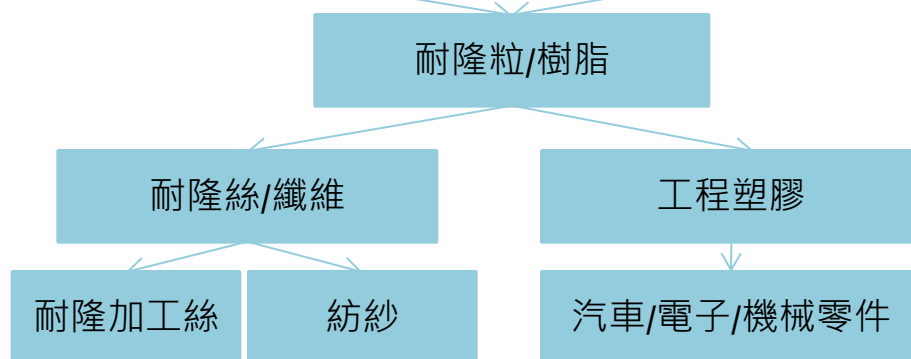 耐隆粒/樹脂
耐隆絲/纖維
工程塑膠
耐隆加工絲
紡紗
汽車/電子/機械零件